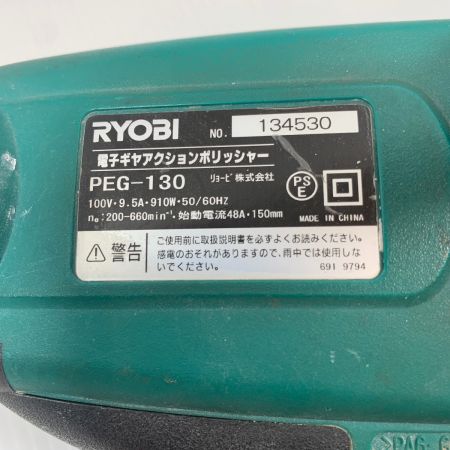 RYOBI NO. 134530
電子ギヤアクションポリッシャー
PEG-130 リョービ株式会社
100V・9.5A・910W・50/60HZ
n₀:200-660min⁻¹・始動電流48A・150mm
PS
E
MADE IN CHINA
警告
ご使用前に取扱説明書を必ずよくお読みください。
感電のおそれがありますので、雨中では使用しな
いでください。
691 9794
>PA6-G